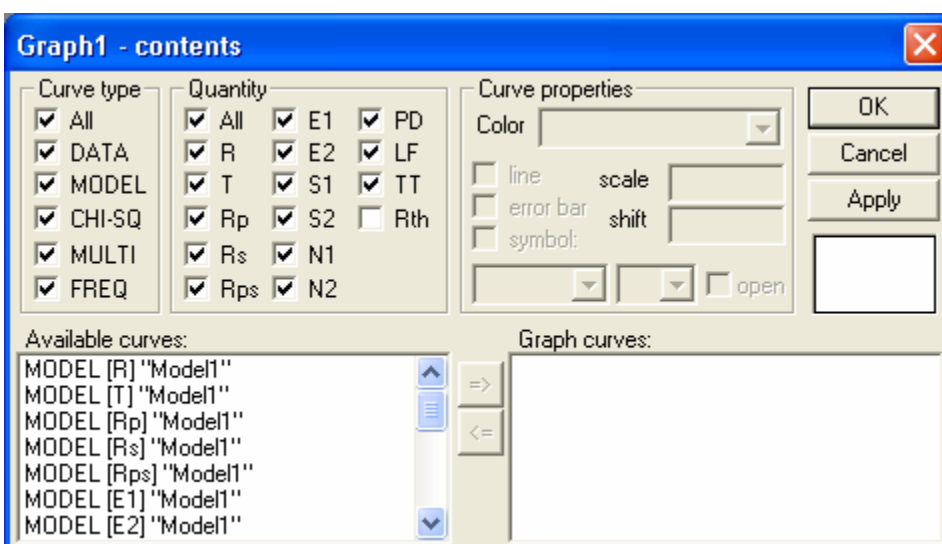 Graph1 - contents
Curve type
All
DATA
MODEL
CHI-SQ
MULTI
FREQ
Quantity
All E1 PD
R E2 LF
T S1 TT
Rp S2 Rth
Rs N1
Rps N2
Curve properties
Color
line scale
error bar shift
symbol:
open
OK
Cancel
Apply
Available curves:
MODEL [R] "Model1"
MODEL [T] "Model1"
MODEL [Rp] "Model1"
MODEL [Rs] "Model1"
MODEL [Rps] "Model1"
MODEL [E1] "Model1"
MODEL [E2] "Model1"
=>
<=
Graph curves: